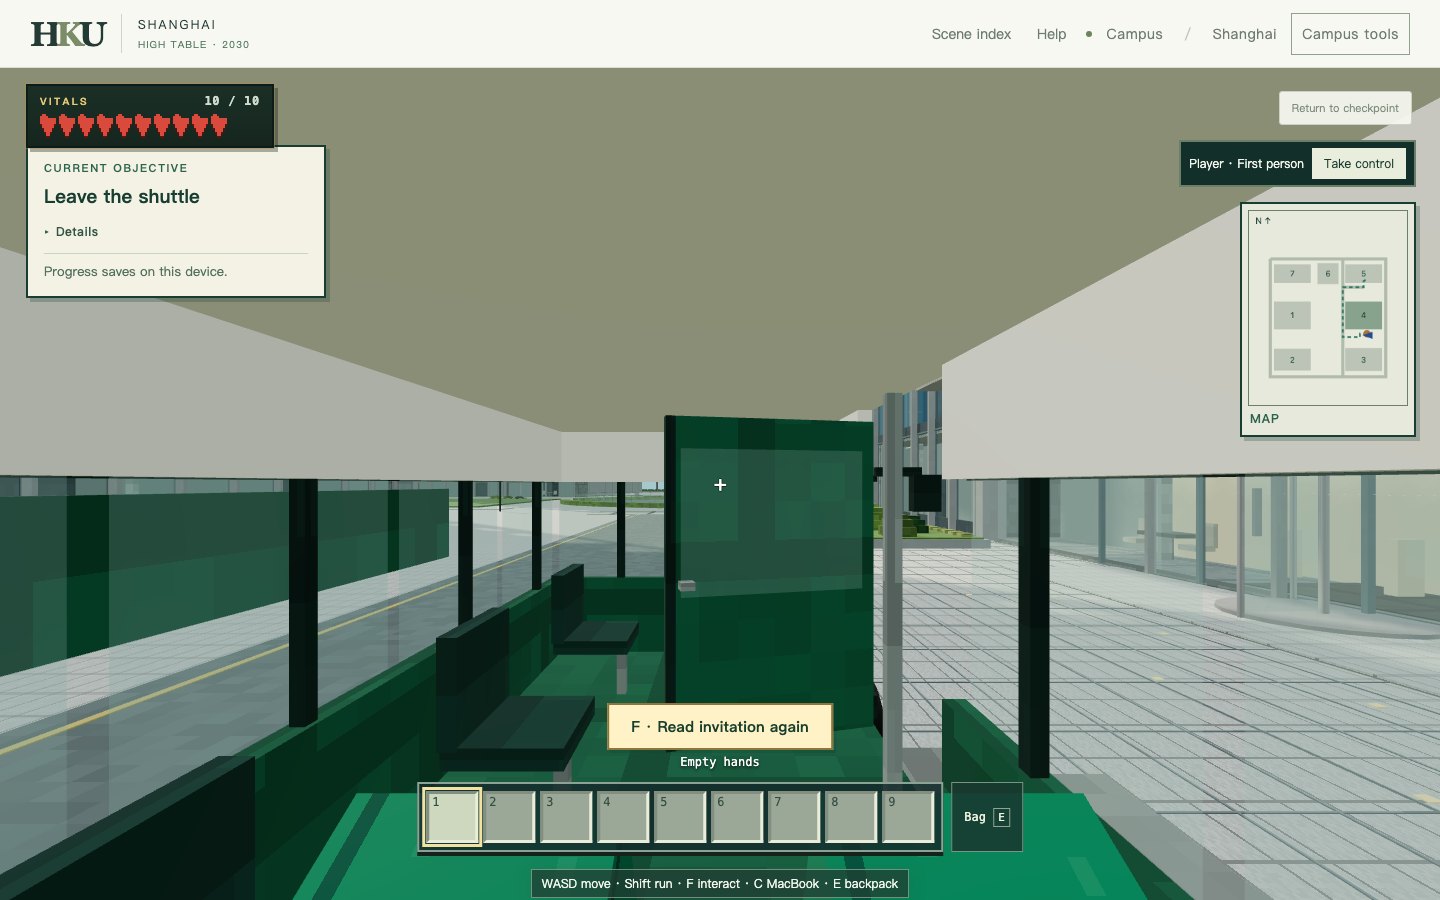 HKU
SHANGHAI
HIGH TABLE · 2030
Scene index
Help
Campus
/
Shanghai
Campus tools
VITALS
10 / 10
Return to checkpoint
CURRENT OBJECTIVE
Leave the shuttle
Details
Progress saves on this device.
Player · First person
Take control
N ↑
7
6
5
1
4
2
3
MAP
F · Read invitation again
Empty hands
1
2
3
4
5
6
7
8
9
Bag E
WASD move · Shift run · F interact · C MacBook · E backpack